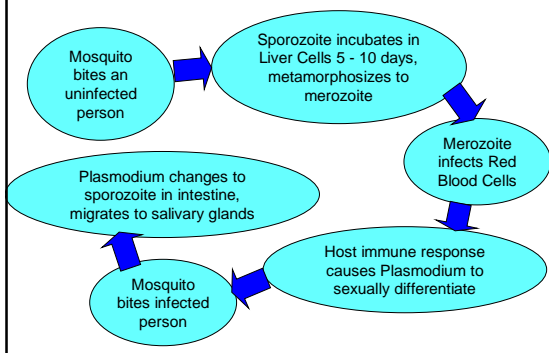 Mosquito
bites an
uninfected
person
Sporozoite incubates in
Liver Cells 5 - 10 days,
metamorphosizes to
merozoite
Merozoite
infects Red
Blood Cells
Host immune response
causes Plasmodium to
sexually differentiate
Mosquito
bites infected
person
Plasmodium changes to
sporozoite in intestine,
migrates to salivary glands